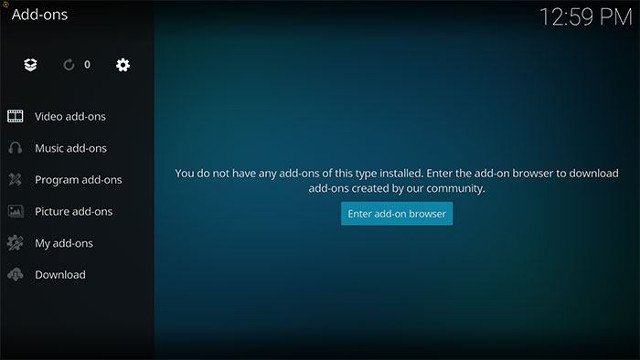 Add-ons
12:59 PM
0
Video add-ons
Music add-ons
Program add-ons
Picture add-ons
My add-ons
Download
You do not have any add-ons of this type installed. Enter the add-on browser to download
add-ons created by our community.
Enter add-on browser